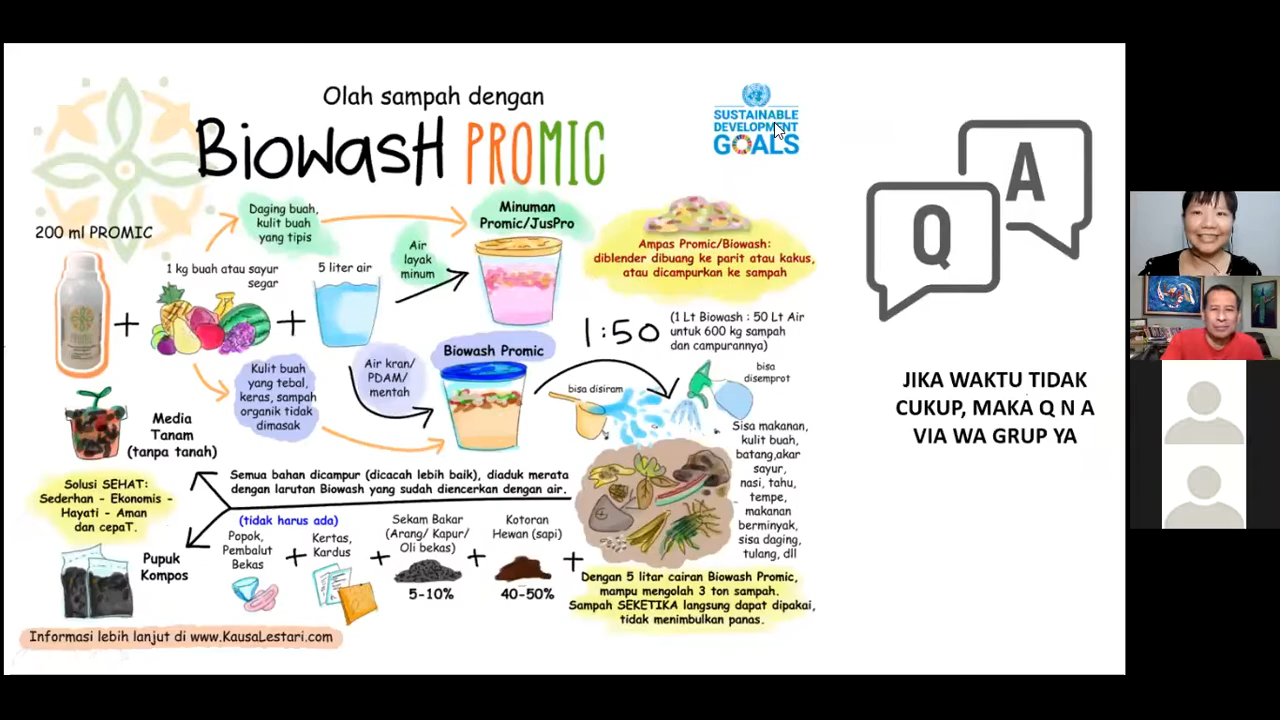 Olah sampah dengan
BiowasH PROMIC
SUSTAINABLE
DEVELOPMENT
GOALS
200 ml PROMIC
Daging buah,
kulit buah
yang tipis
Minuman
Promic/JusPro
Air
layak
minum
1 kg buah atau sayur
segar
5 liter air
Ampas Promic/Biowash:
diblender dibuang ke parit atau kakus,
atau dicampurkan ke sampah
1:50
(1 Lt Biowash : 50 Lt Air
untuk 600 kg sampah
dan campurannya)
Kulit buah
yang tebal,
keras, sampah
organik tidak
dimasak
Air kran/
PDAM/
mentah
Biowash Promic
bisa disiram
bisa
disemprot
Media
Tanam
(tanpa tanah)
Semua bahan dicampur (dicacah lebih baik), diaduk merata
dengan larutan Biowash yang sudah diencerkan dengan air.
Sisa makanan,
kulit buah,
batang,akar
sayur,
nasi, tahu,
tempe,
makanan
berminyak,
sisa daging,
tulang, dll
Solusi SEHAT:
Sederhan - Ekonomis -
Hayati - Aman
dan cepaT.
Pupuk
Kompos
(tidak harus ada)
Popok,
Pembalut
Bekas
Kertas,
Kardus
Sekam Bakar
(Arang/ Kapur/
Oli bekas)
5-10%
Kotoran
Hewan (sapi)
40-50%
Dengan 5 litar cairan Biowash Promic,
mampu mengolah 3 ton sampah.
Sampah SEKETIKA langsung dapat dipakai,
tidak menimbulkan panas.
Informasi lebih lanjut di www.KausaLestari.com
Q
A
JIKA WAKTU TIDAK
CUKUP, MAKA Q N A
VIA WA GRUP YA